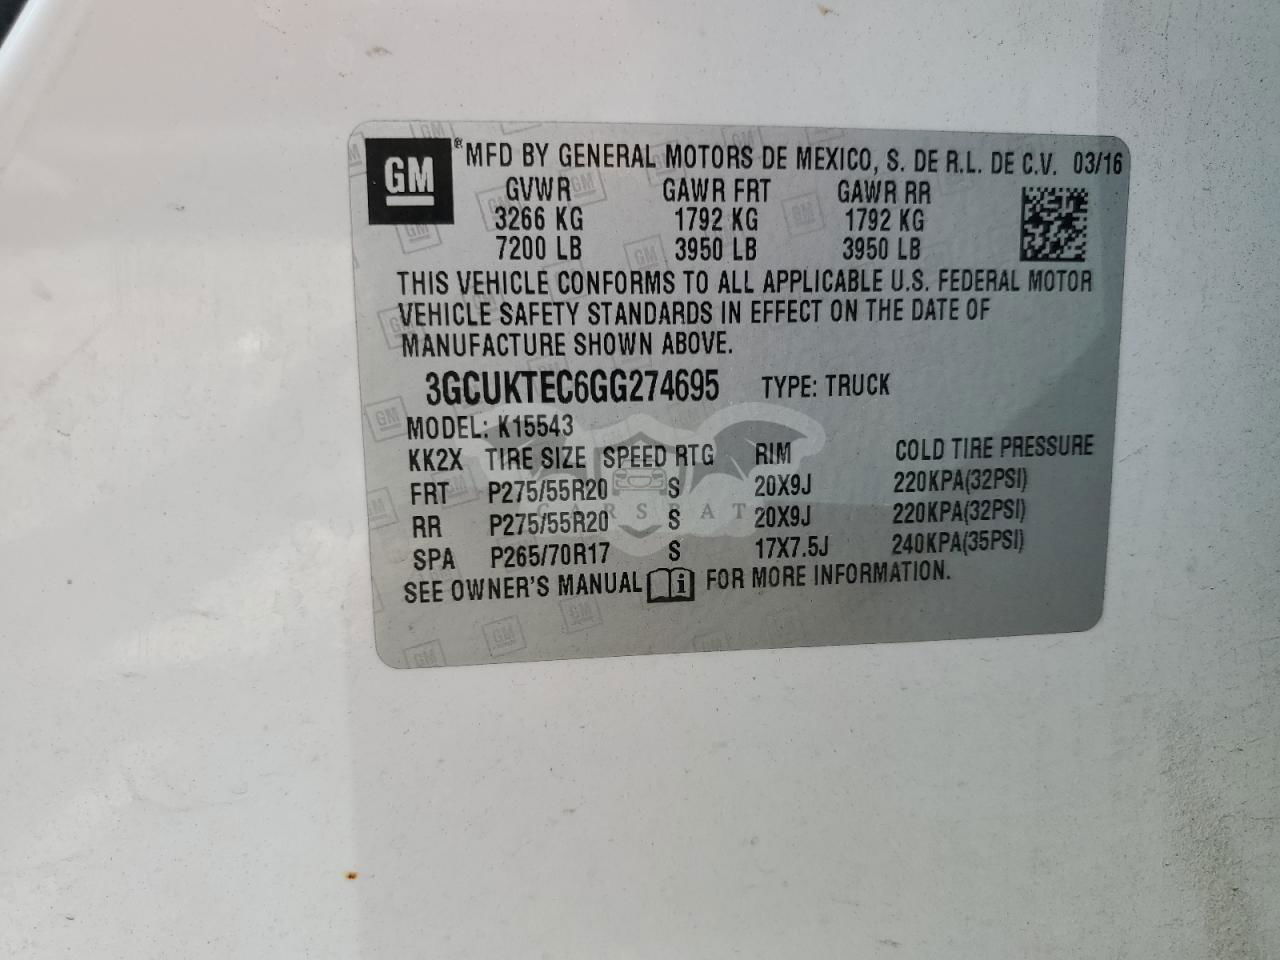 GM
® MFD BY GENERAL MOTORS DE MEXICO, S. DE R.L. DE C.V. 03/16
GVWR GAWR FRT GAWR RR
3266 KG 1792 KG 1792 KG
7200 LB 3950 LB 3950 LB
THIS VEHICLE CONFORMS TO ALL APPLICABLE U.S. FEDERAL MOTOR
VEHICLE SAFETY STANDARDS IN EFFECT ON THE DATE OF
MANUFACTURE SHOWN ABOVE.
3GCUKTEC6GG274695 TYPE: TRUCK
MODEL: K15543
KK2X TIRE SIZE SPEED RTG RIM COLD TIRE PRESSURE
FRT P275/55R20 S 20X9J 220KPA(32PSI)
RR P275/55R20 S 20X9J 220KPA(32PSI)
SPA P265/70R17 S 17X7.5J 240KPA(35PSI)
SEE OWNER'S MANUAL i FOR MORE INFORMATION.